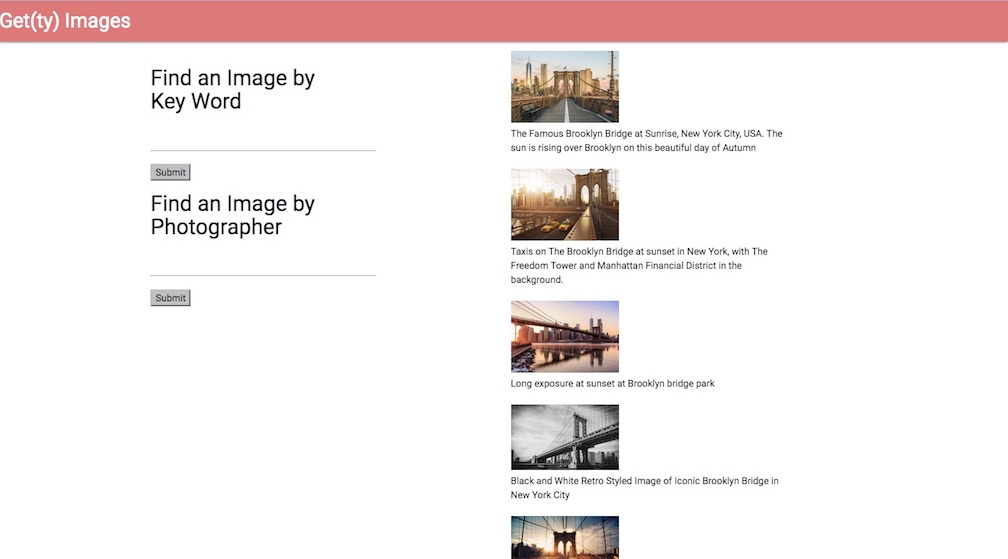 Get(ty) Images
Find an Image by
Key Word
Submit
Find an Image by
Photographer
Submit
The Famous Brooklyn Bridge at Sunrise, New York City, USA. The
sun is rising over Brooklyn on this beautiful day of Autumn
Taxis on The Brooklyn Bridge at sunset in New York, with The
Freedom Tower and Manhattan Financial District in the
background.
Long exposure at sunset at Brooklyn bridge park
Black and White Retro Styled Image of Iconic Brooklyn Bridge in
New York City